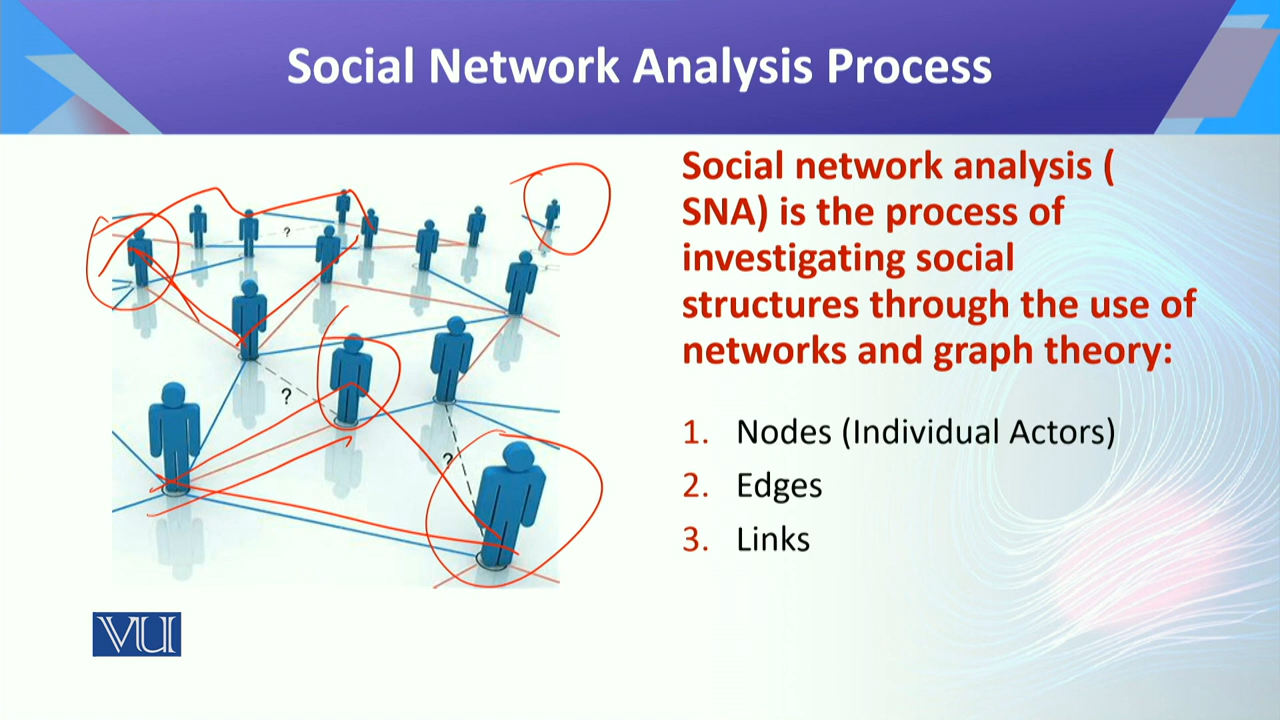 Social Network Analysis Process
Social network analysis (
SNA) is the process of
investigating social
structures through the use of
networks and graph theory:
1. Nodes (Individual Actors)
2. Edges
3. Links
?
?
?
VU